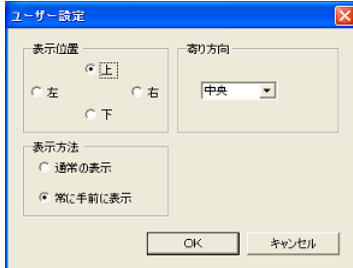 ユーザー設定
表示位置
上
左
右
下
寄り方向
中央
表示方法
通常の表示
常に手前に表示
OK
キャンセル